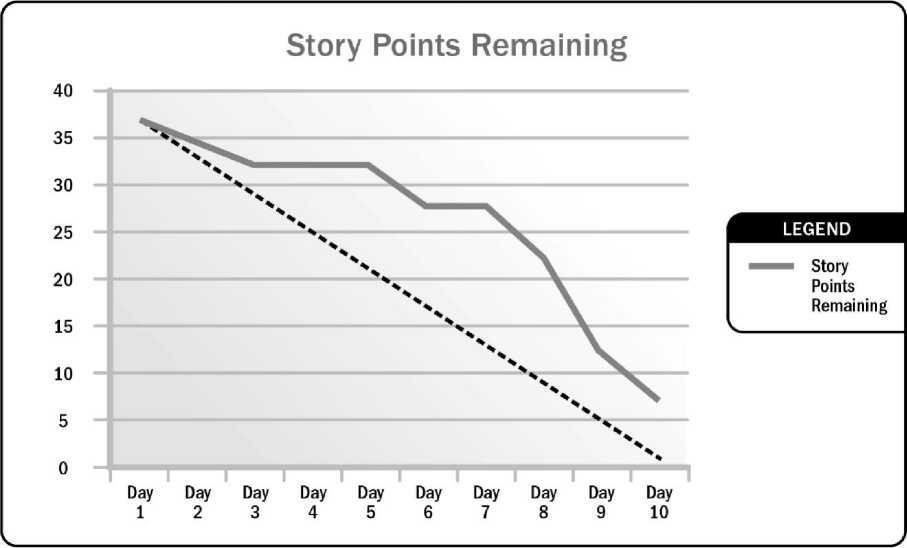 Story Points Remaining
40
35
30
25
20
15
10
5
0
Day Day Day Day Day Day Day Day Day Day
1 2 3 4 5 6 7 8 9 10
LEGEND
Story
Points
Remaining